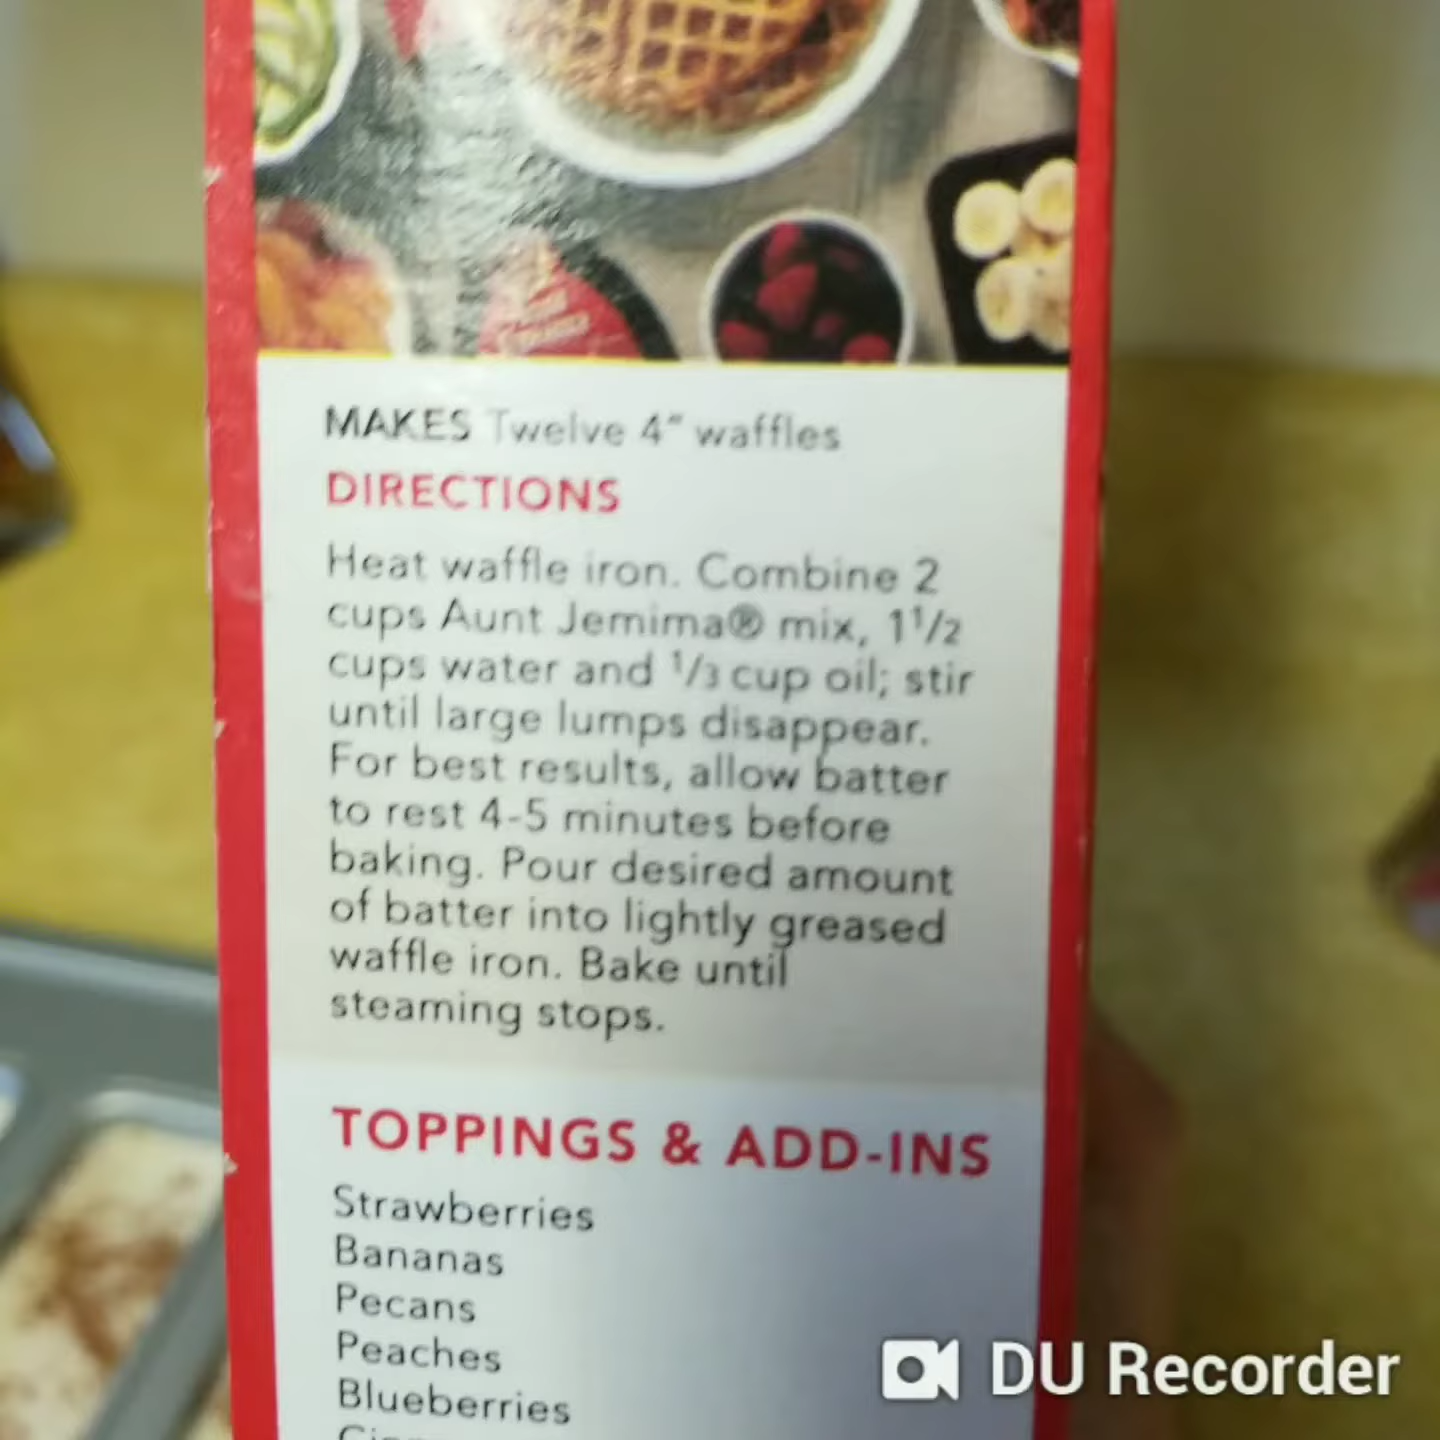 MAKES Twelve 4" waffles
DIRECTIONS
Heat waffle iron. Combine 2
cups Aunt Jemima® mix, 1 1/2
cups water and 1/3 cup oil; stir
until large lumps disappear.
For best results, allow batter
to rest 4-5 minutes before
baking. Pour desired amount
of batter into lightly greased
waffle iron. Bake until
steaming stops.
TOPPINGS & ADD-INS
Strawberries
Bananas
Pecans
Peaches
Blueberries
DU Recorder